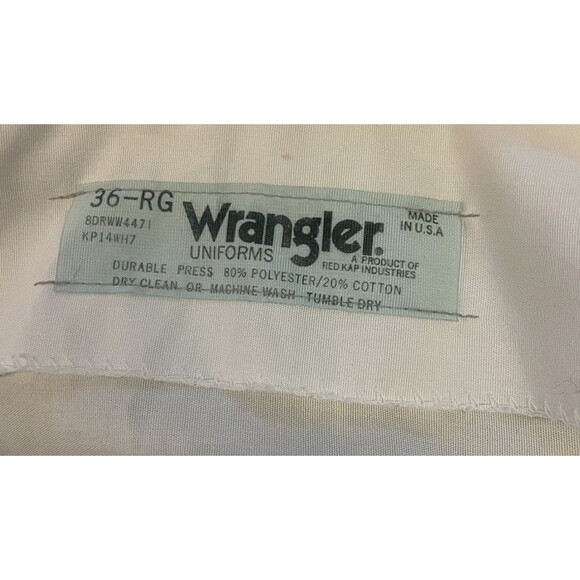 36-RG
8DRWW4471
KP14WH7
Wrangler.
UNIFORMS
MADE
IN U.S.A
A PRODUCT OF
RED KAP INDUSTRIES
DURABLE PRESS 80% POLYESTER/20% COTTON
DRY CLEAN OR MACHINE WASH - TUMBLE DRY